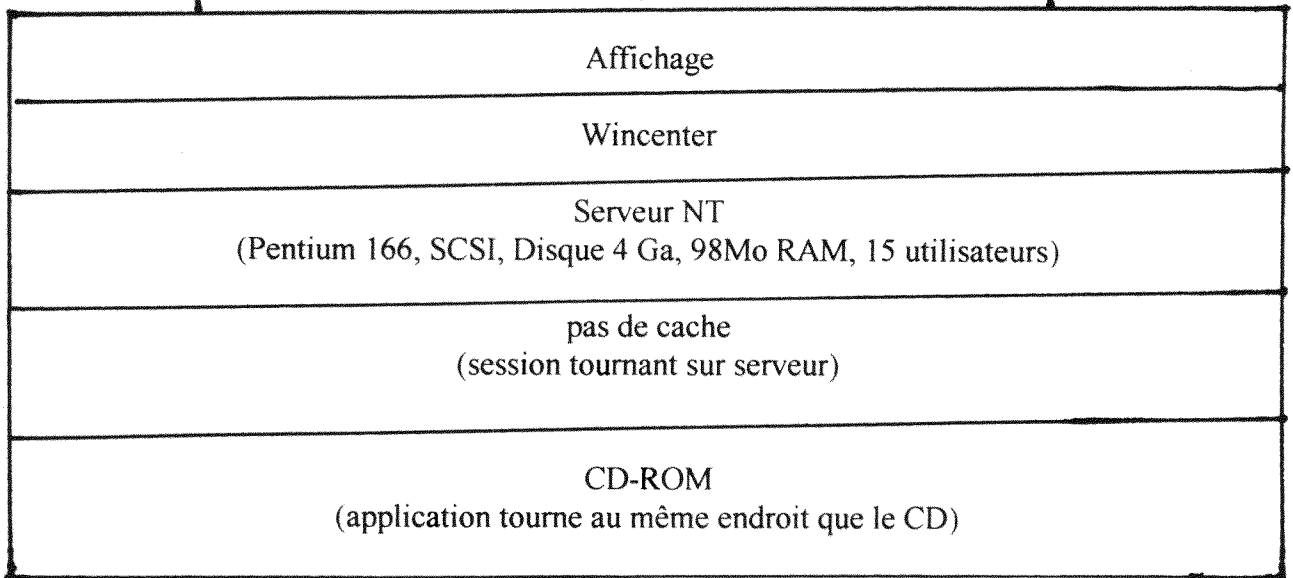 Affichage
Wincenter
Serveur NT
(Pentium 166, SCSI, Disque 4 Ga, 98Mo RAM, 15 utilisateurs)
pas de cache
(session tournant sur serveur)
CD-ROM
(application tourne au même endroit que le CD)